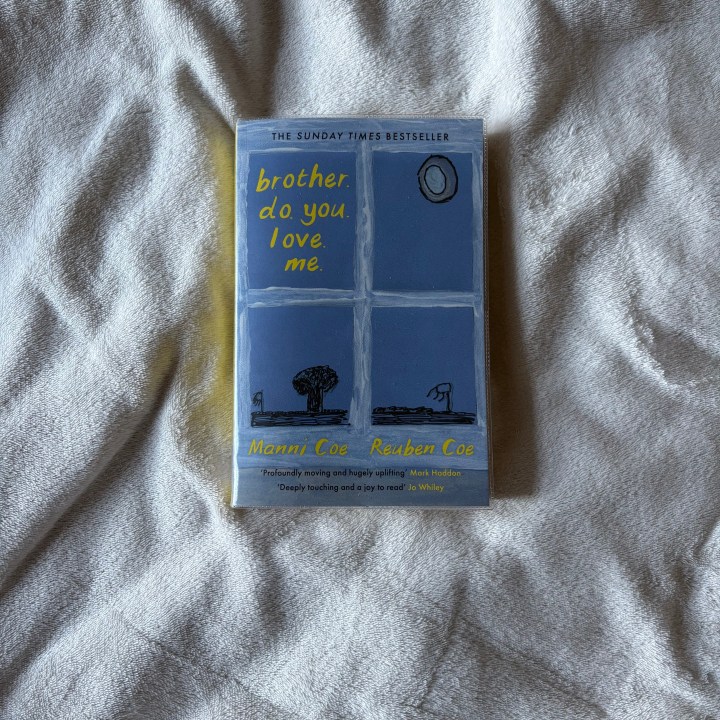 THE SUNDAY TIMES BESTSELLER
brother.
do. you.
love.
me.
Manni Coe Reuben Coe
'Profoundly moving and hugely uplifting' Mark Haddon
'Deeply touching and a joy to read' Jo Whiley